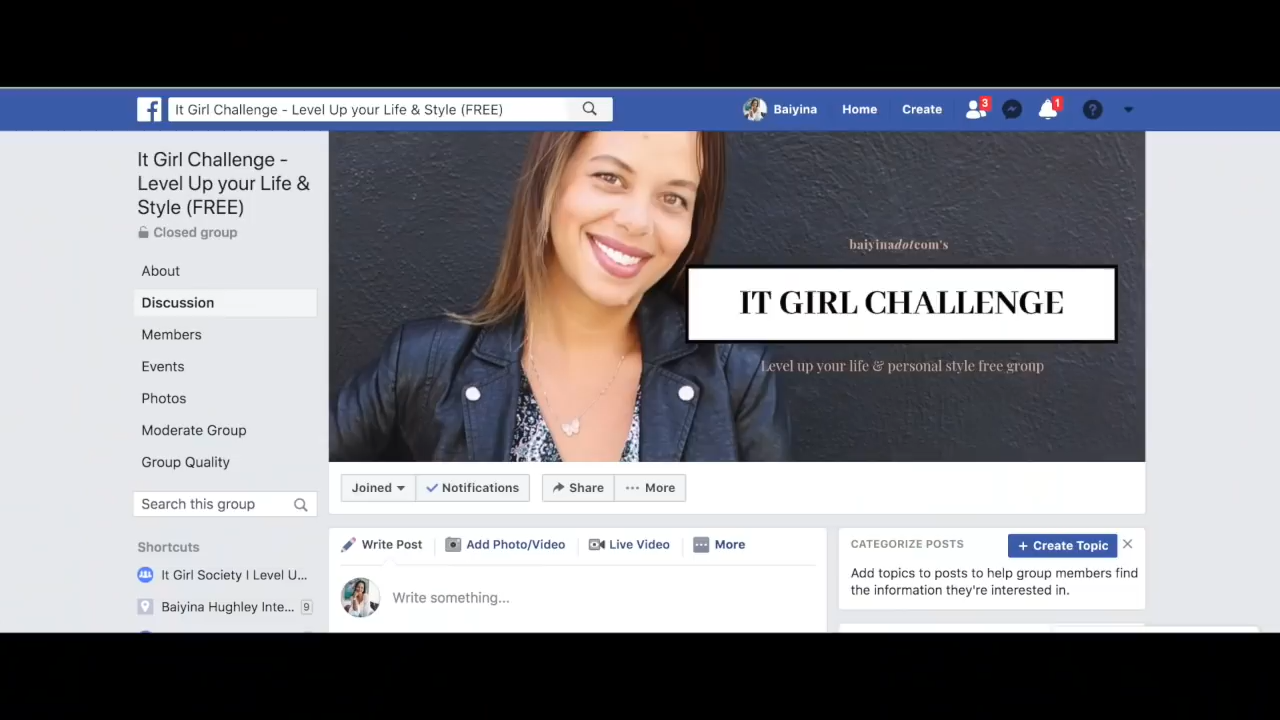 It Girl Challenge - Level Up your Life & Style (FREE)
Baiyina
Home
Create
3
1
?
It Girl Challenge -
Level Up your Life &
Style (FREE)
Closed group
About
Discussion
Members
Events
Photos
Moderate Group
Group Quality
Search this group
Shortcuts
It Girl Society I Level U...
Baiyina Hughley Inte... 9
baiyinadotcom's
IT GIRL CHALLENGE
Level up your life & personal style free group
Joined
Notifications
Share
More
Write Post
Add Photo/Video
Live Video
More
Write something...
CATEGORIZE POSTS
+ Create Topic
Add topics to posts to help group members find
the information they're interested in.